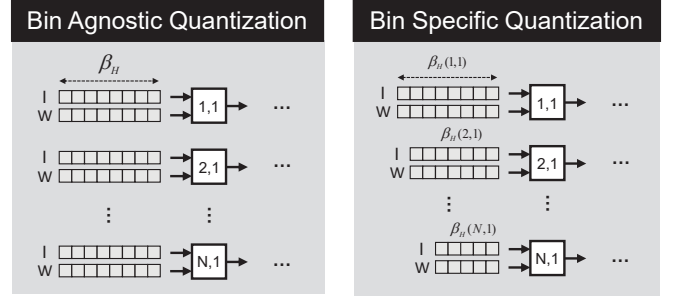 Bin Agnostic Quantization
β_H
I
W
1,1
...
I
W
2,1
...
⋮ ⋮
I
W
N,1
...
Bin Specific Quantization
β_H(1,1)
I
W
1,1
...
β_H(2,1)
I
W
2,1
...
⋮ ⋮
β_H(N,1)
I
W
N,1
...